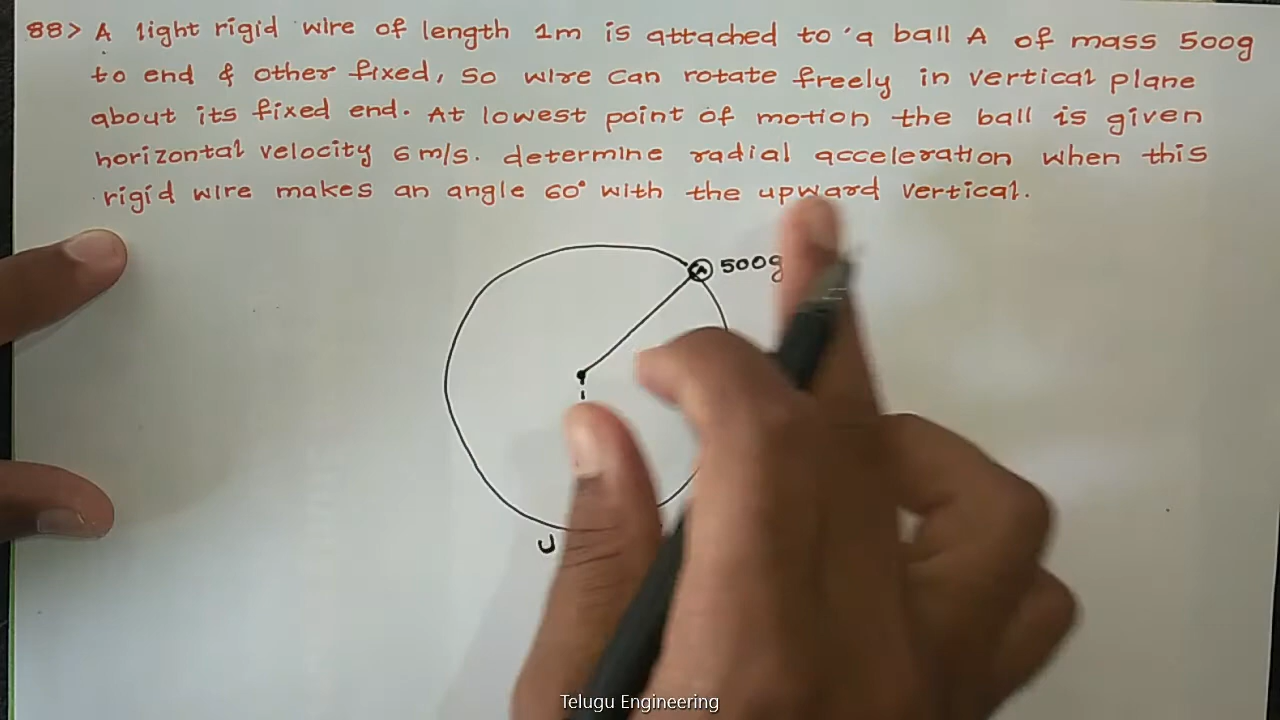 88> A light rigid wire of length 1m is attached to a ball A of mass 500g
to end & other fixed, so wire can rotate freely in vertical plane
about its fixed end. At lowest point of motion the ball is given
horizontal velocity 6 m/s. determine radial acceleration when this
rigid wire makes an angle 60° with the upward vertical.
A 500g
U
Telugu Engineering